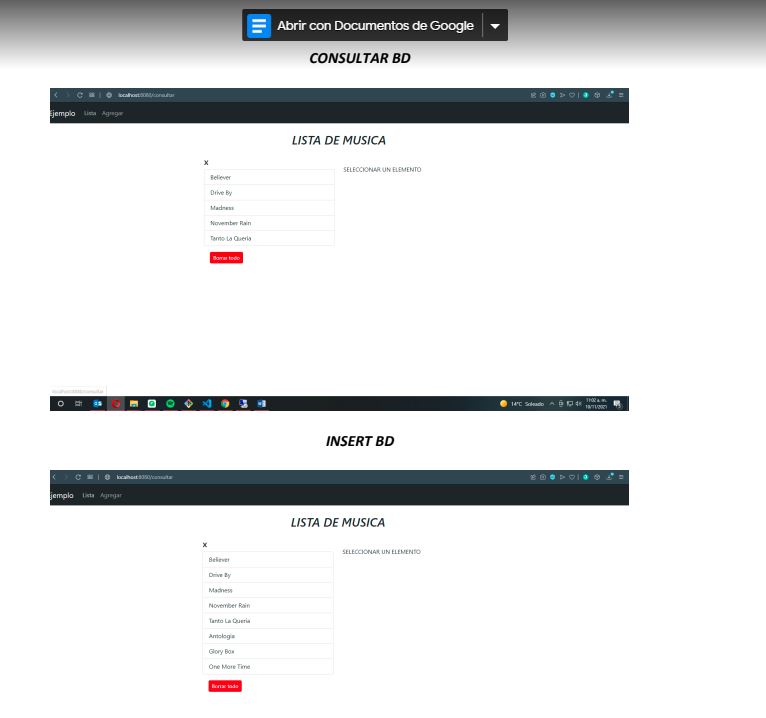 Abrir con Documentos de Google
CONSULTAR BD
localhost:8080/consultar
Ejemplo Lista Agregar
LISTA DE MUSICA
X
SELECCIONAR UN ELEMENTO
Believer
Drive By
Madness
November Rain
Tanto La Queria
Borrar todo
localhost:8080/consultar
14°C Soleado
11:02 a. m.
10/11/2021
INSERT BD
localhost:8080/consultar
jemplo Lista Agregar
LISTA DE MUSICA
X
SELECCIONAR UN ELEMENTO
Believer
Drive By
Madness
November Rain
Tanto La Queria
Antologia
Glory Box
One More Time
Borrar todo